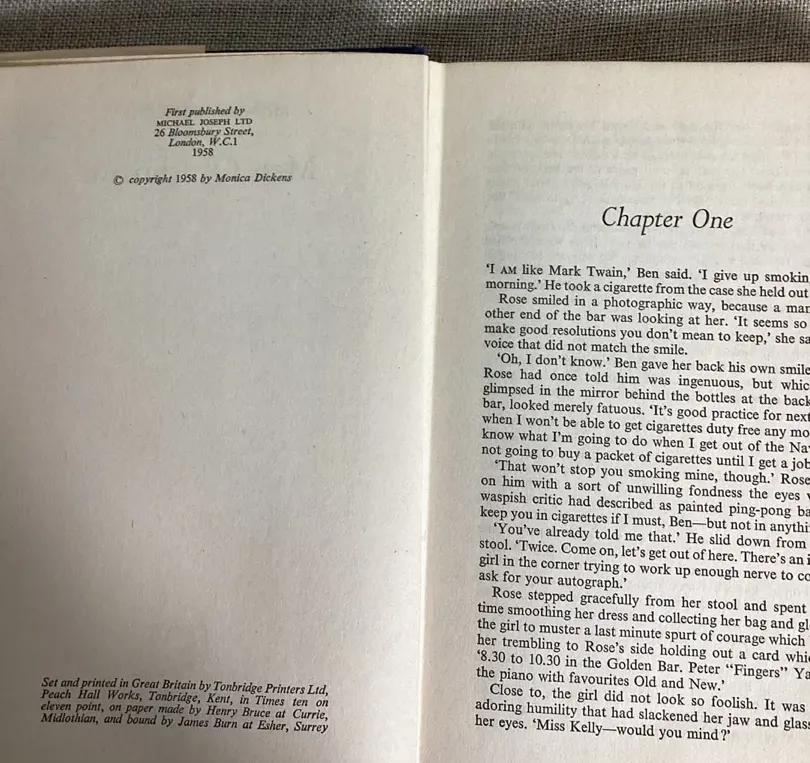 First published by
MICHAEL JOSEPH LTD
26 Bloomsbury Street,
London, W.C.1
1958
© copyright 1958 by Monica Dickens
Set and printed in Great Britain by Tonbridge Printers Ltd,
Peach Hall Works, Tonbridge, Kent, in Times ten on
eleven point, on paper made by Henry Bruce at Currie,
Midlothian, and bound by James Burn at Esher, Surrey
Chapter One
‘I AM like Mark Twain,’ Ben said. ‘I give up smokin
morning.’ He took a cigarette from the case she held out
Rose smiled in a photographic way, because a man
other end of the bar was looking at her. ‘It seems so
make good resolutions you don’t mean to keep,’ she sa
voice that did not match the smile.
‘Oh, I don’t know.’ Ben gave her back his own smile
Rose had once told him was ingenuous, but whic
glimpsed in the mirror behind the bottles at the back
bar, looked merely fatuous. ‘It’s good practice for next
when I won’t be able to get cigarettes duty free any mo
know what I’m going to do when I get out of the Na
not going to buy a packet of cigarettes until I get a job
‘That won’t stop you smoking mine, though.’ Rose
on him with a sort of unwilling fondness the eyes
waspish critic had described as painted ping-pong ba
keep you in cigarettes if I must, Ben—but not in anythi
‘You’ve already told me that.’ He slid down from
stool. ‘Twice. Come on, let’s get out of here. There’s an i
girl in the corner trying to work up enough nerve to co
ask for your autograph.’
Rose stepped gracefully from her stool and spent
time smoothing her dress and collecting her bag and gl
the girl to muster a last minute spurt of courage which
her trembling to Rose’s side holding out a card whi
‘8.30 to 10.30 in the Golden Bar. Peter “Fingers” Ya
the piano with favourites Old and New.’
Close to, the girl did not look so foolish. It was
adoring humility that had slackened her jaw and glass
her eyes. ‘Miss Kelly—would you mind?’